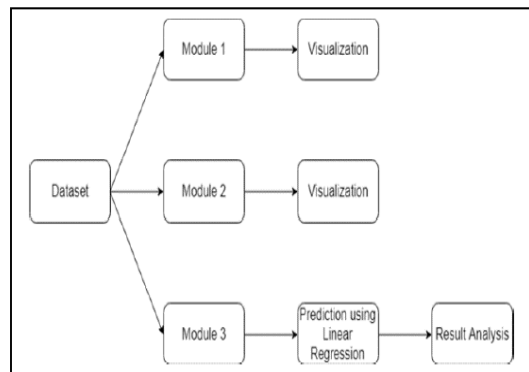 Module 1
Visualization
Dataset
Module 2
Visualization
Module 3
Prediction using
Linear
Regression
Result Analysis